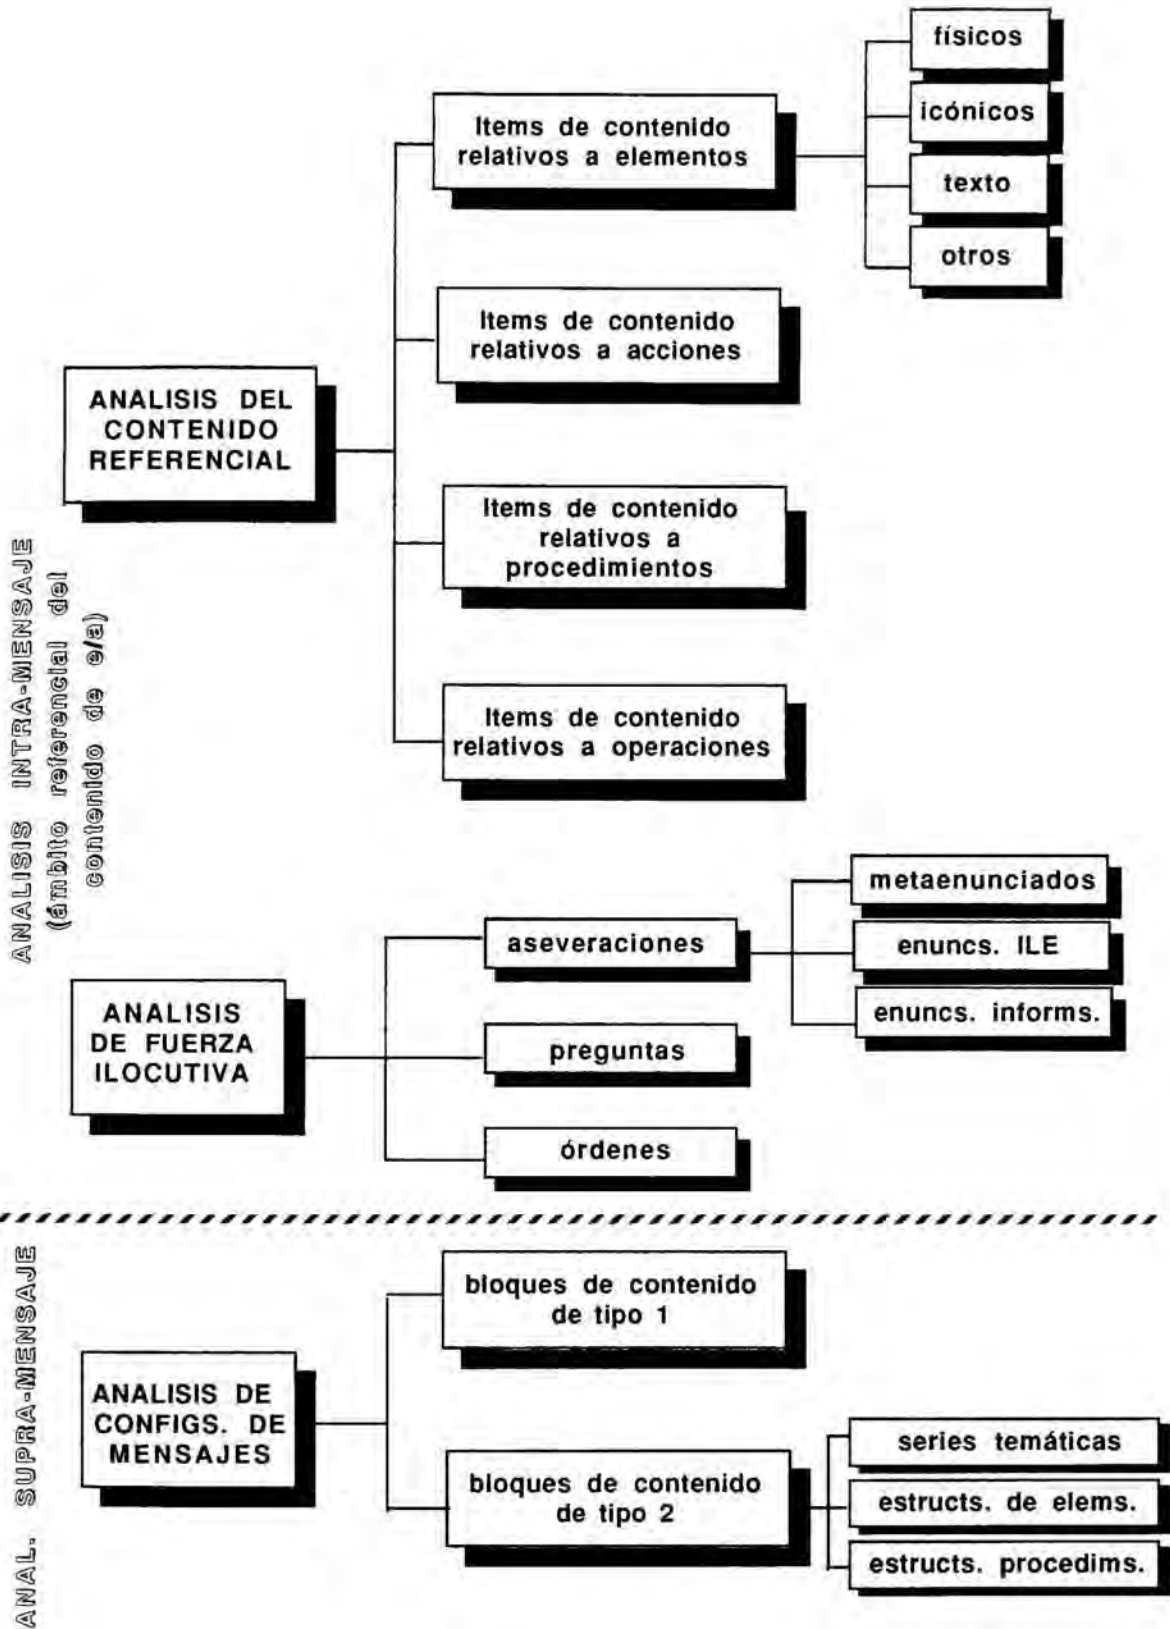 ANALISIS INTRA-MENSAJE
(ámbito referencial del
contenido de e/a)
ANALISIS DEL
CONTENIDO
REFERENCIAL
Items de contenido
relativos a elementos
físicos
icónicos
texto
otros
Items de contenido
relativos a acciones
Items de contenido
relativos a
procedimientos
Items de contenido
relativos a operaciones
ANALISIS
DE FUERZA
ILOCUTIVA
aseveraciones
metaenunciados
enuncs. ILE
enuncs. informs.
preguntas
órdenes
ANAL. SUPRA-MENSAJE
ANALISIS DE
CONFIGS. DE
MENSAJES
bloques de contenido
de tipo 1
bloques de contenido
de tipo 2
series temáticas
estructs. de elems.
estructs. procedims.